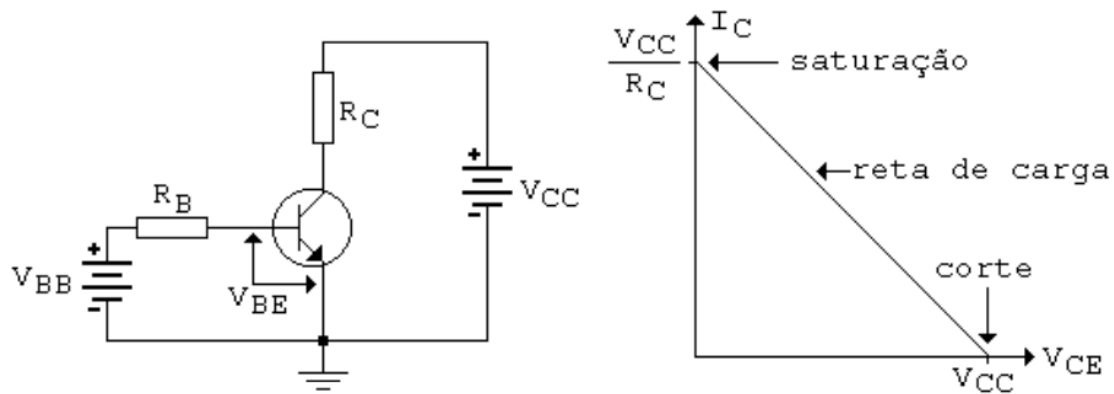 RC
VCC
RB
VBB
VBE
IC
VCC
RC
saturação
reta de carga
corte
VCC
VCE